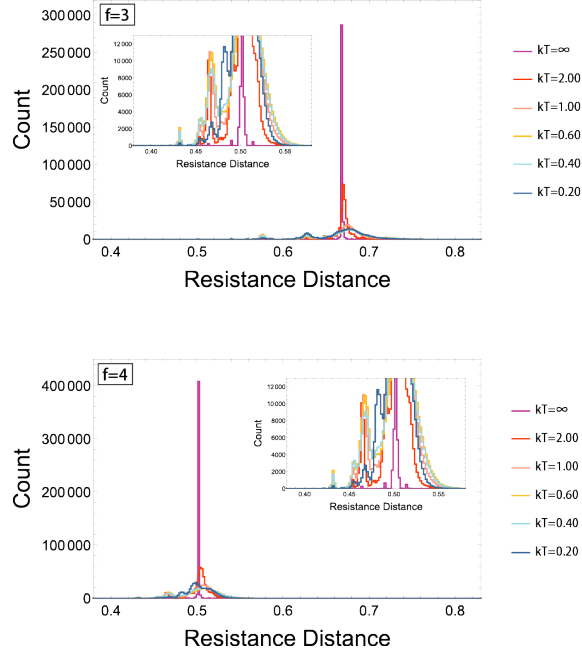 f=3
300 000
250 000
200 000
150 000
100 000
50 000
0
Count
0.4 0.5 0.6 0.7 0.8
Resistance Distance
12 000
10 000
8000
6000
4000
2000
0
Count
0.40 0.45 0.50 0.55
Resistance Distance
kT=∞
kT=2.00
kT=1.00
kT=0.60
kT=0.40
kT=0.20
f=4
400 000
300 000
200 000
100 000
0
Count
0.4 0.5 0.6 0.7 0.8
Resistance Distance
12 000
10 000
8000
6000
4000
2000
0
Count
0.40 0.45 0.50 0.55
Resistance Distance
kT=∞
kT=2.00
kT=1.00
kT=0.60
kT=0.40
kT=0.20